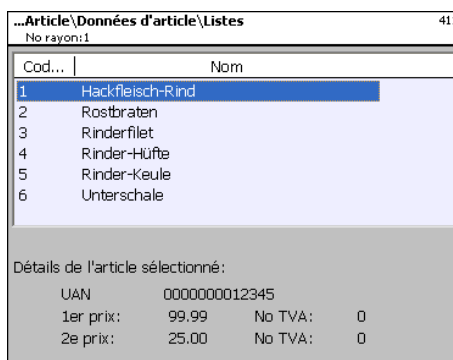 ...Article\Données d'article\Listes
No rayon:1
Cod... Nom
1 Hackfleisch-Rind
2 Rostbraten
3 Rinderfilet
4 Rinder-Hüfte
5 Rinder-Keule
6 Unterschale
Détails de l'article sélectionné:
UAN 0000000012345
1er prix: 99.99 No TVA: 0
2e prix: 25.00 No TVA: 0